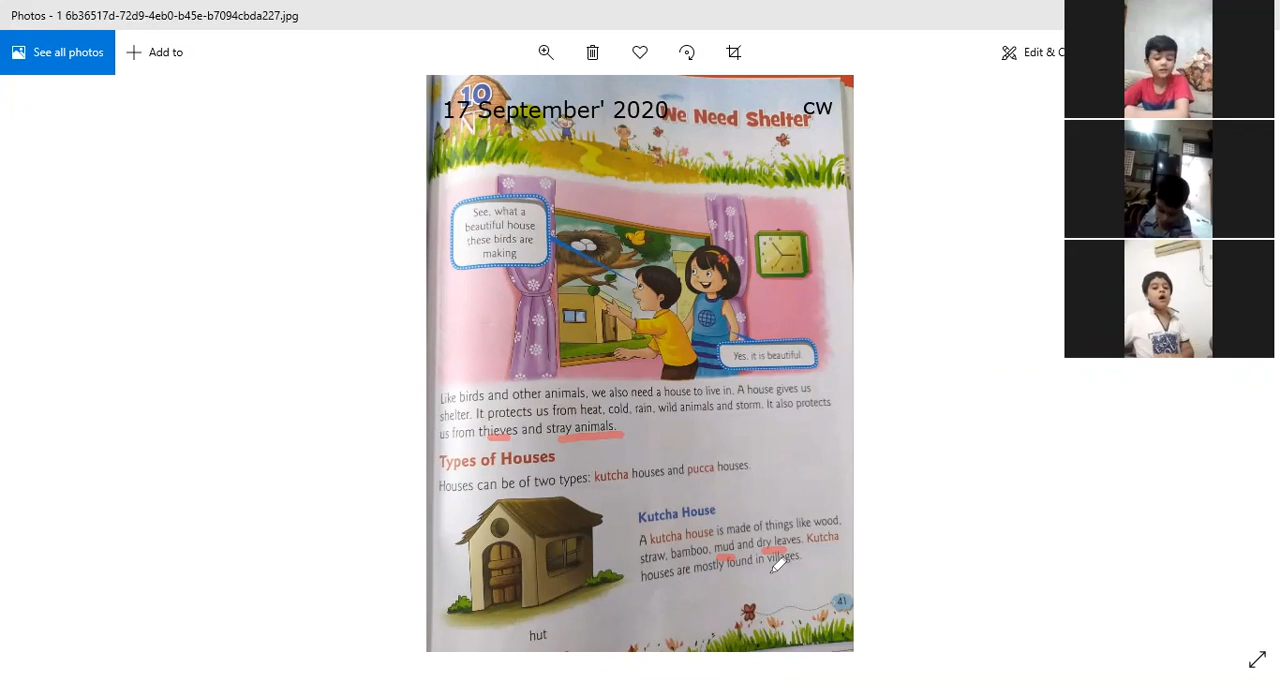 Photos - 1 6b36517d-72d9-4eb0-b45e-b7094cbda227.jpg
See all photos
Add to
Edit & C
10
17 September' 2020
We Need Shelter
CW
See, what a
beautiful house
these birds are
making
Yes, it is beautiful
Like birds and other animals, we also need a house to live in. A house gives us
shelter. It protects us from heat, cold, rain, wild animals and storm. It also protects
us from thieves and stray animals.
Types of Houses
Houses can be of two types: kutcha houses and pucca houses.
Kutcha House
A kutcha house is made of things like wood,
straw, bamboo, mud and dry leaves. Kutcha
houses are mostly found in villages.
41
hut